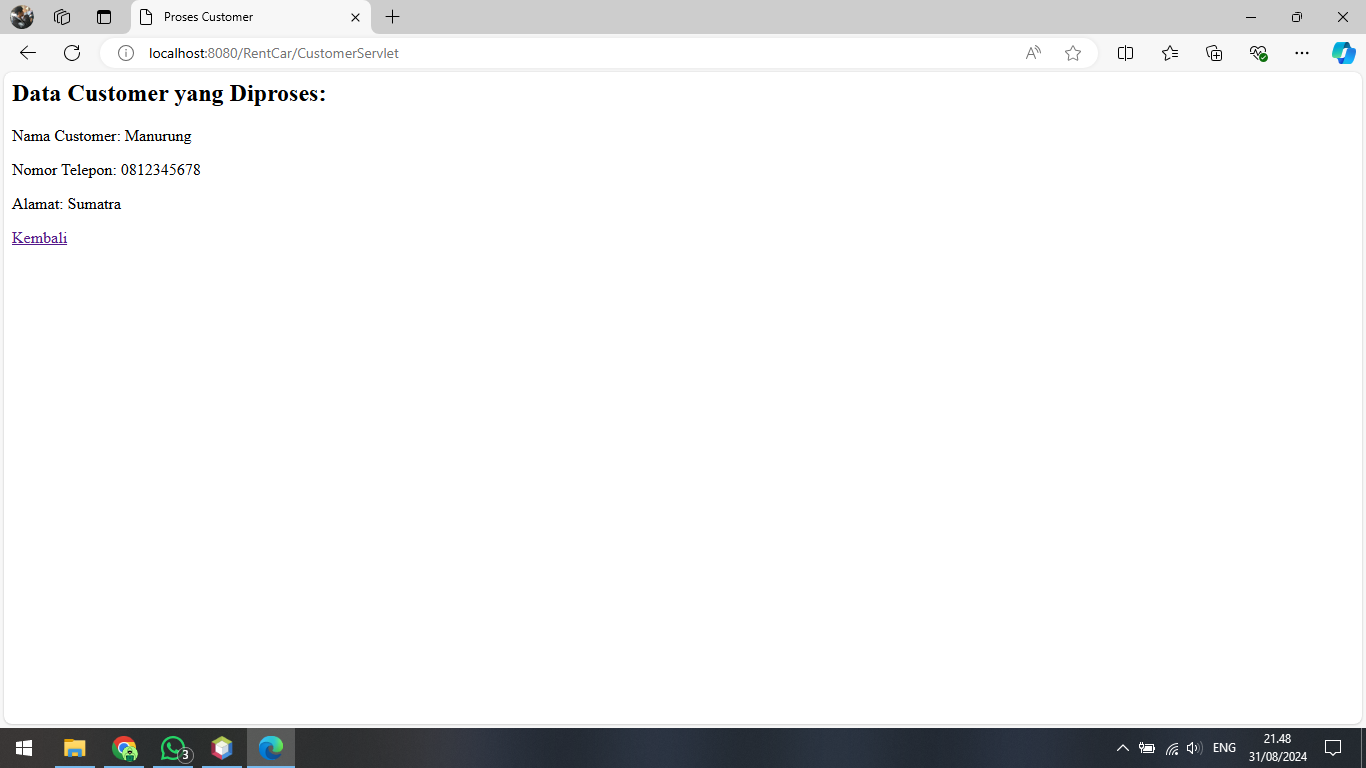 Proses Customer
localhost:8080/RentCar/CustomerServlet
Data Customer yang Diproses:
Nama Customer: Manurung
Nomor Telepon: 0812345678
Alamat: Sumatra
Kembali
3
ENG
21.48
31/08/2024